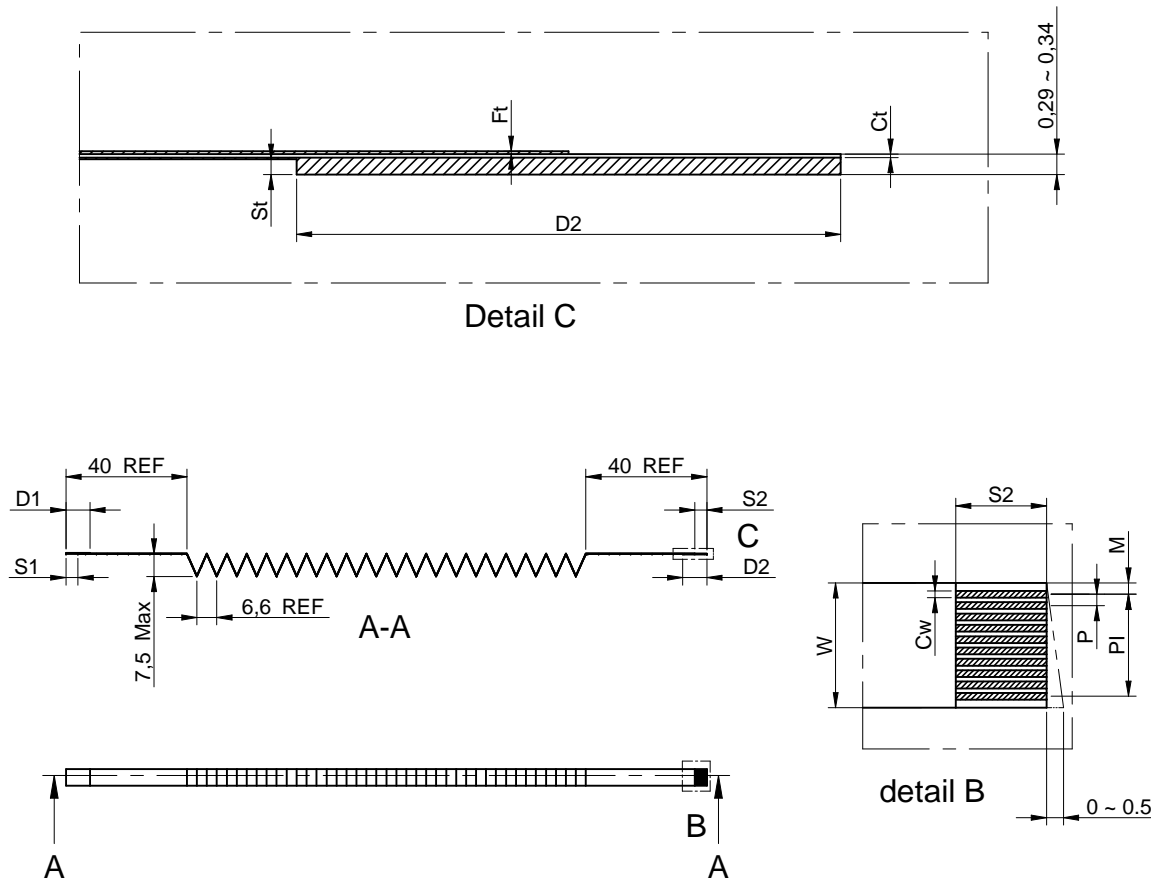 Ft
Ct
0,29 ~ 0,34
St
D2
Detail C
40 REF
40 REF
D1
S2
C
S1
D2
7,5 Max
6,6 REF
A-A
S2
M
W
Cw
P
Pl
detail B
0 ~ 0.5
B
A
A